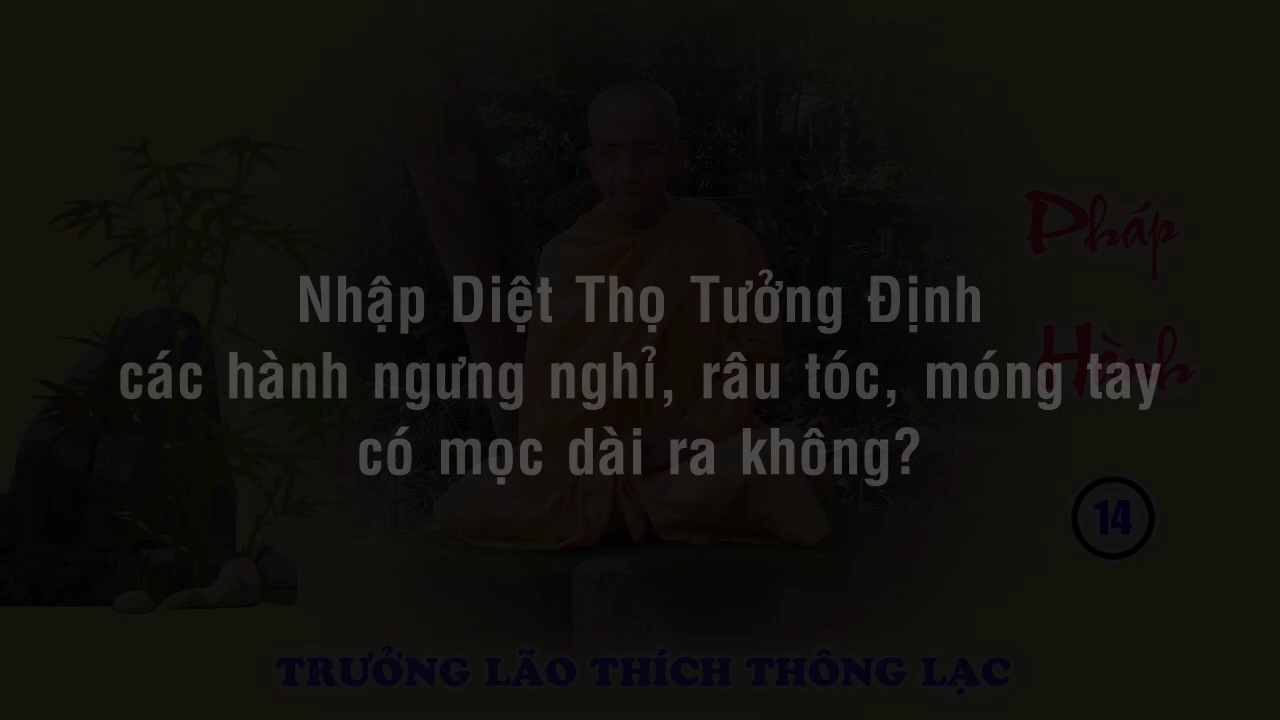 Pháp
Hành
Nhập Diệt Thọ Tưởng Định
các hành ngưng nghỉ, râu tóc, móng tay
có mọc dài ra không?
14
TRƯỞNG LÃO THÍCH THÔNG LẠC